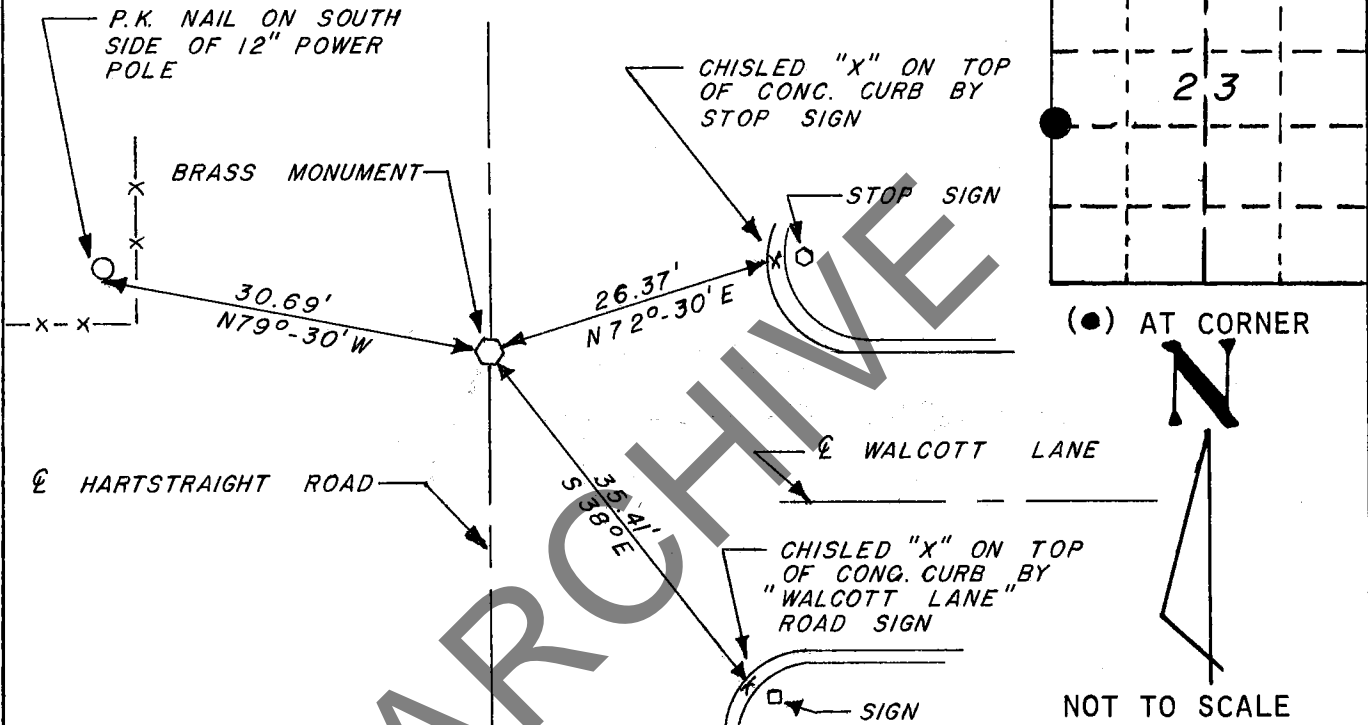 P.K. NAIL ON SOUTH
SIDE OF 12" POWER
POLE
CHISLED "X" ON TOP
OF CONC. CURB BY
STOP SIGN
23
BRASS MONUMENT
STOP SIGN
30.69'
N79°-30'W
26.37'
N72°-30'E
(●) AT CORNER
N
℄ HARTSTRAIGHT ROAD
35.41'
S38°E
℄ WALCOTT LANE
CHISLED "X" ON TOP
OF CONC. CURB BY
"WALCOTT LANE"
ROAD SIGN
SIGN
NOT TO SCALE
ARCHIVE